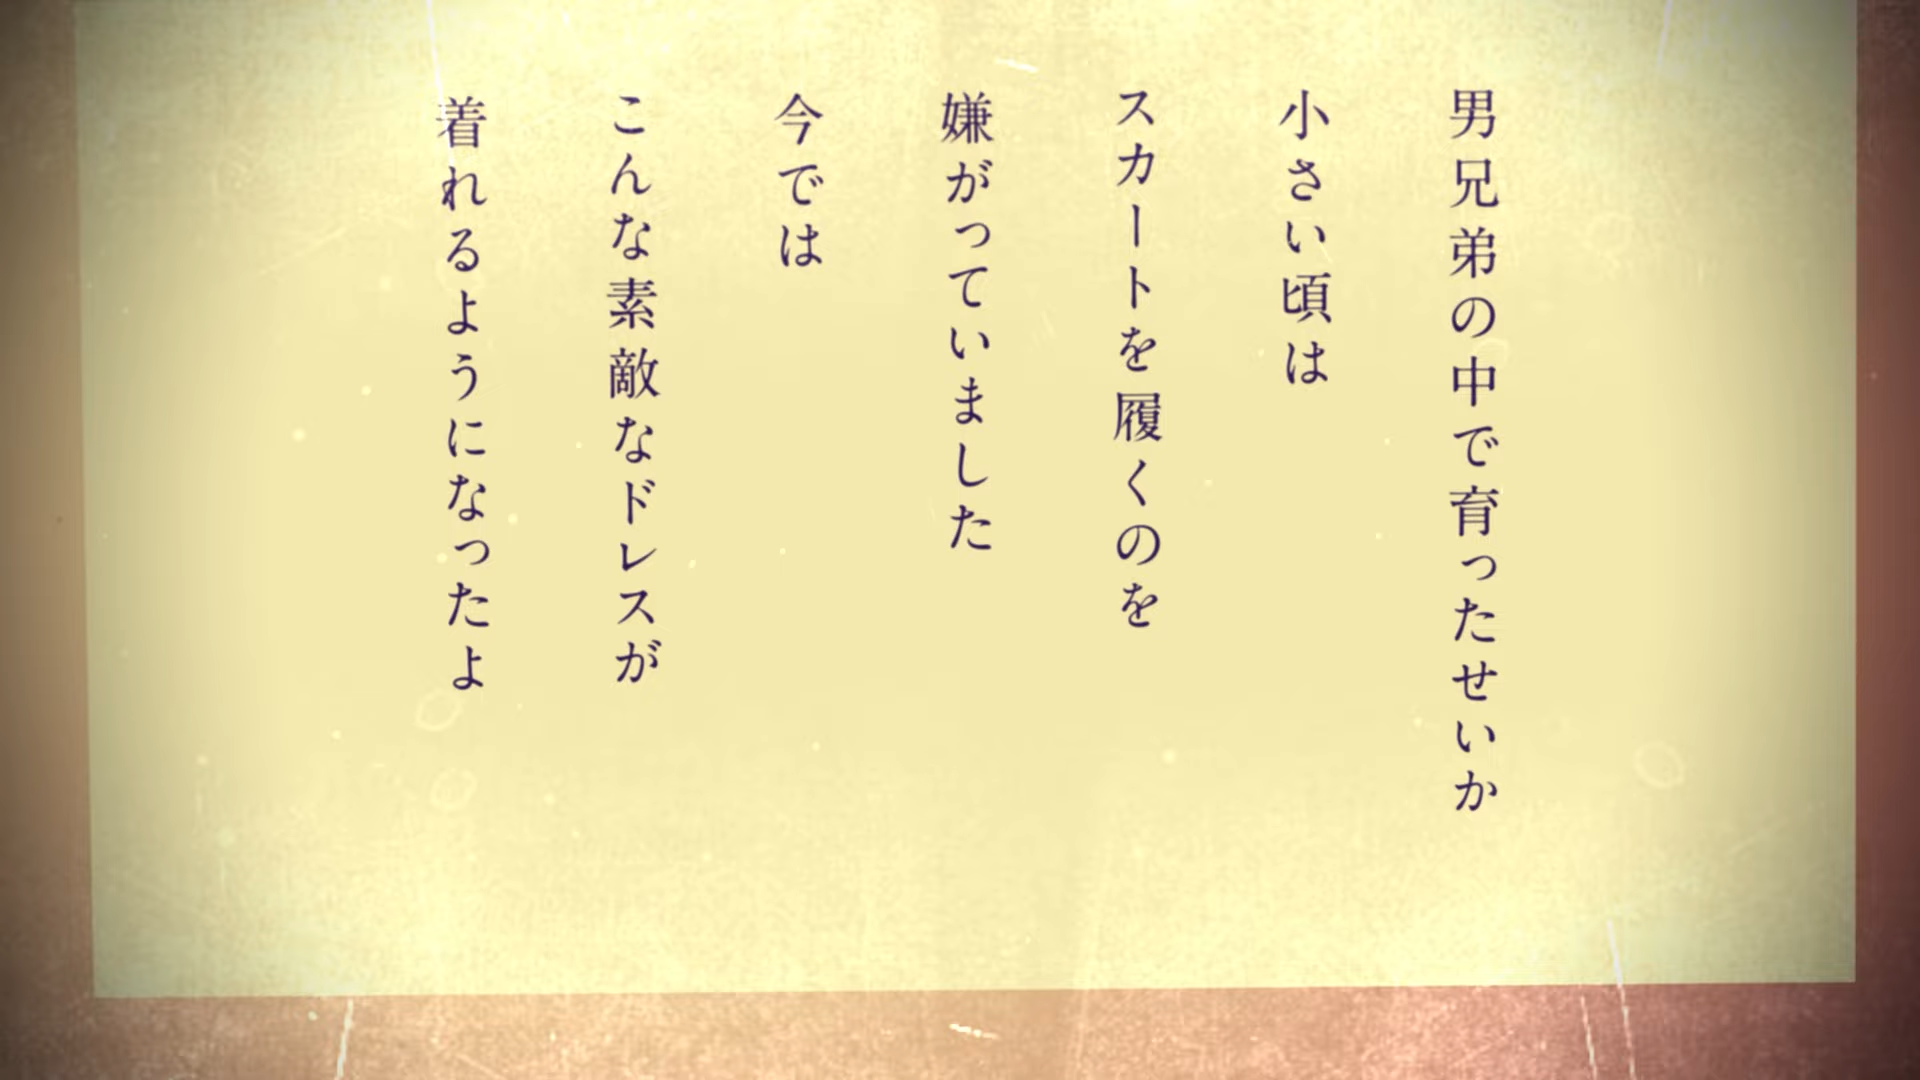 男兄弟の中で育ったせいか
小さい頃は
スカートを履くのを
嫌がっていました
今では
こんな素敵なドレスが
着れるようになったよ